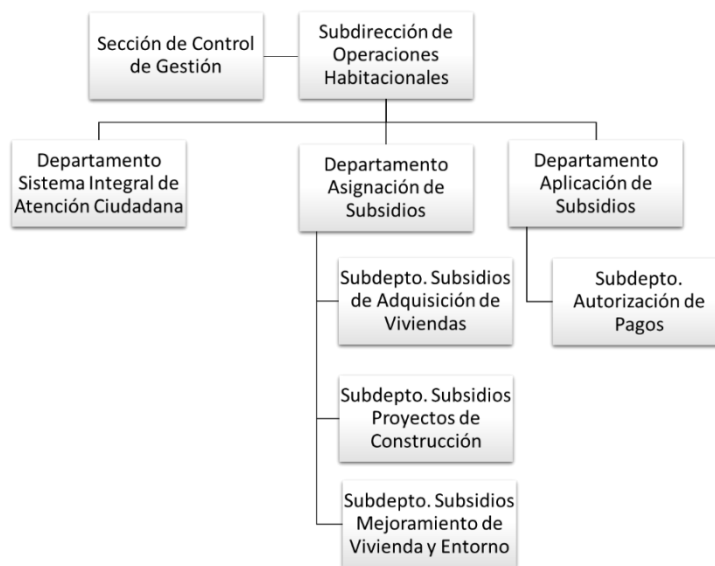 Sección de Control
de Gestión
Subdirección de
Operaciones
Habitacionales
Departamento
Sistema Integral de
Atención Ciudadana
Departamento
Asignación de
Subsidios
Departamento
Aplicación de
Subsidios
Subdepto. Subsidios
de Adquisición de
Viviendas
Subdepto.
Autorización de
Pagos
Subdepto. Subsidios
Proyectos de
Construcción
Subdepto. Subsidios
Mejoramiento de
Vivienda y Entorno